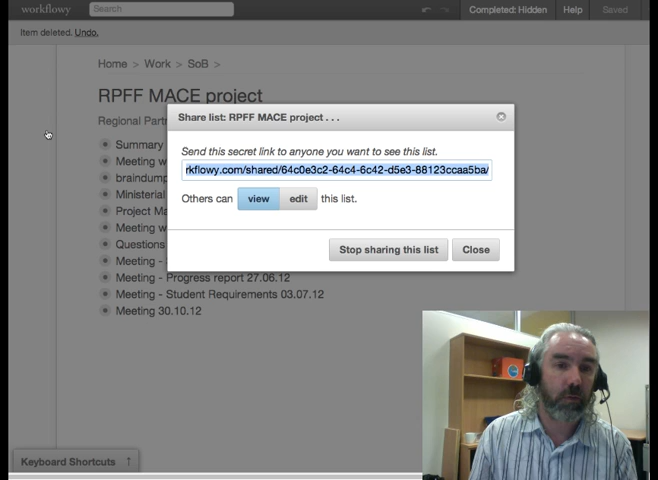 workflowy Search Completed: Hidden Help Saved
Item deleted. Undo.
Home > Work > SoB >
RPFF MACE project
Share list: RPFF MACE project . . .
Regional Partn
Send this secret link to anyone you want to see this list.
rkflowy.com/shared/64c0e3c2-64c4-6c42-d5e3-88123ccaa5ba/
Others can view edit this list.
Stop sharing this list Close
Summary
Meeting w
braindump
Ministerial
Project Ma
Meeting w
Questions
Meeting -
Meeting - Progress report 27.06.12
Meeting - Student Requirements 03.07.12
Meeting 30.10.12
Keyboard Shortcuts ↑